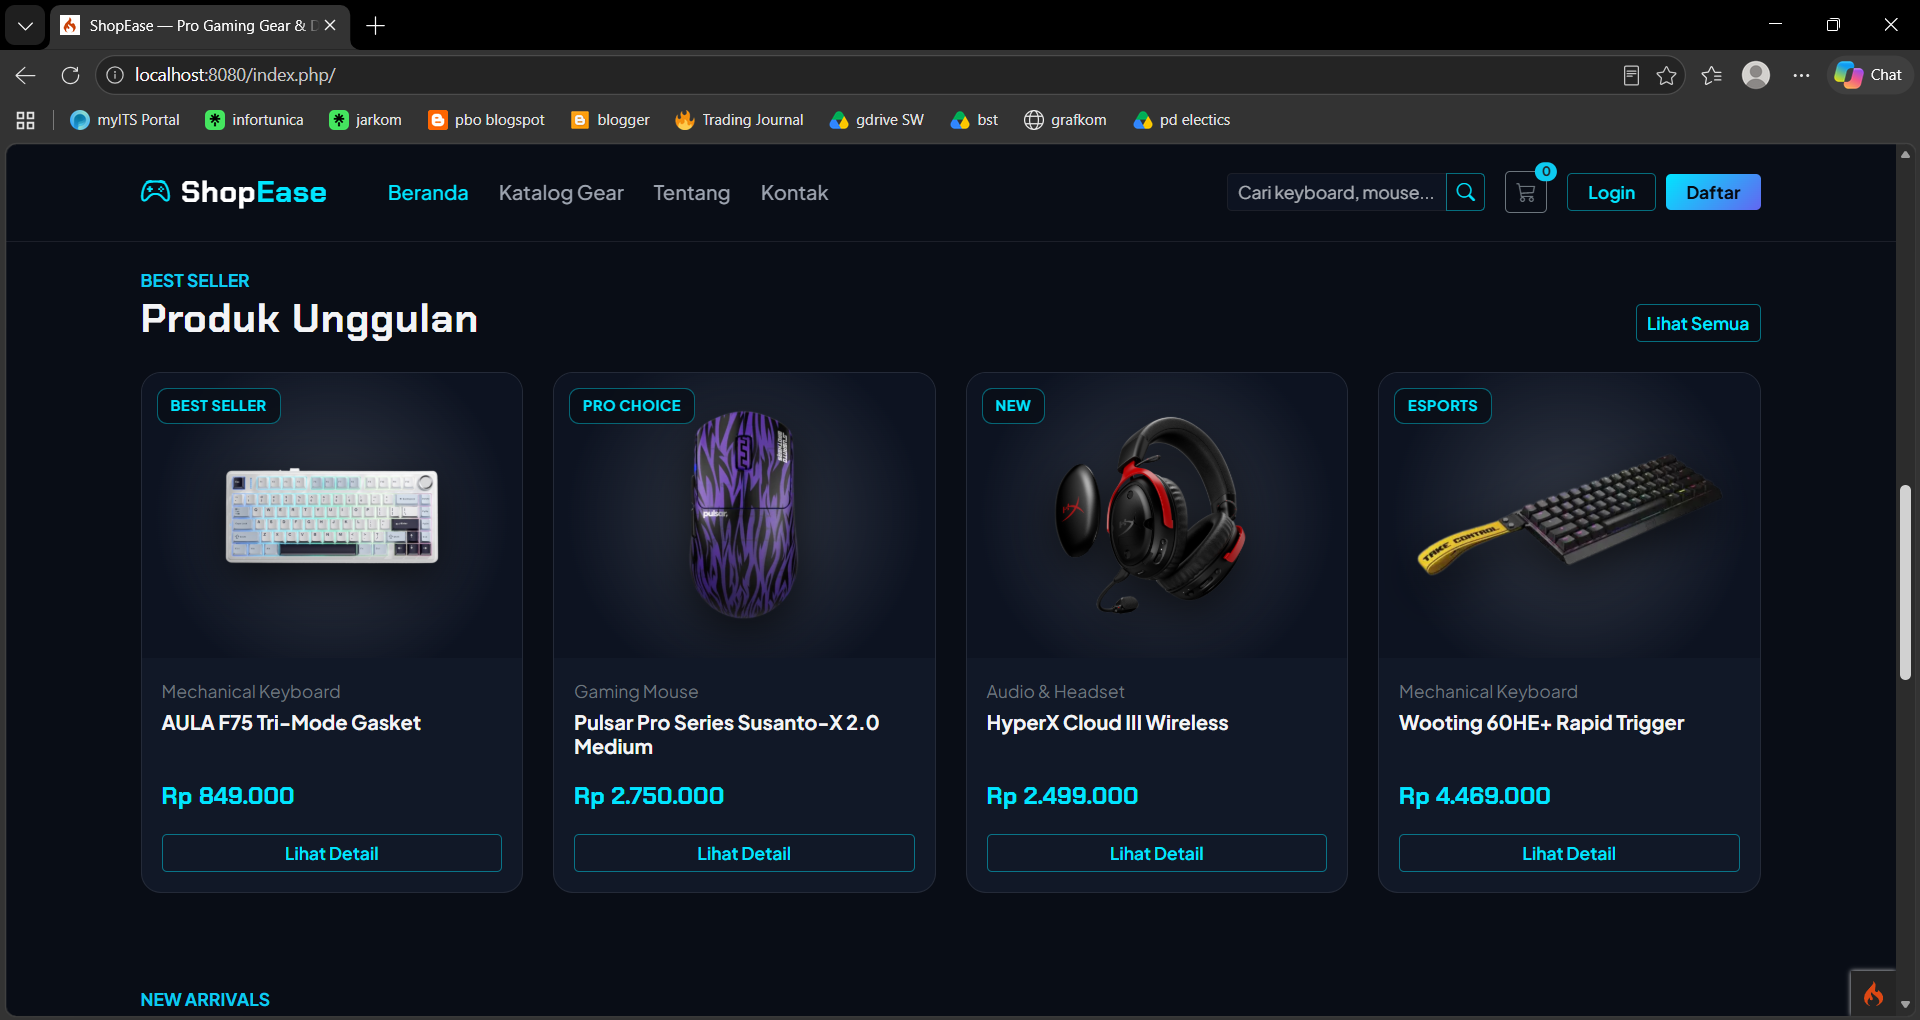 ShopEase — Pro Gaming Gear & D
localhost:8080/index.php/
Chat
myITS Portal
infortunica
jarkom
pbo blogspot
blogger
Trading Journal
gdrive SW
bst
grafkom
pd electics
ShopEase
Beranda
Katalog Gear
Tentang
Kontak
Cari keyboard, mouse...
0
Login
Daftar
BEST SELLER
Produk Unggulan
Lihat Semua
BEST SELLER
Mechanical Keyboard
AULA F75 Tri-Mode Gasket
Rp 849.000
Lihat Detail
PRO CHOICE
pulsar
Gaming Mouse
Pulsar Pro Series Susanto-X 2.0
Medium
Rp 2.750.000
Lihat Detail
NEW
Audio & Headset
HyperX Cloud III Wireless
Rp 2.499.000
Lihat Detail
ESPORTS
TAKE CONTROL
Mechanical Keyboard
Wooting 60HE+ Rapid Trigger
Rp 4.469.000
Lihat Detail
NEW ARRIVALS